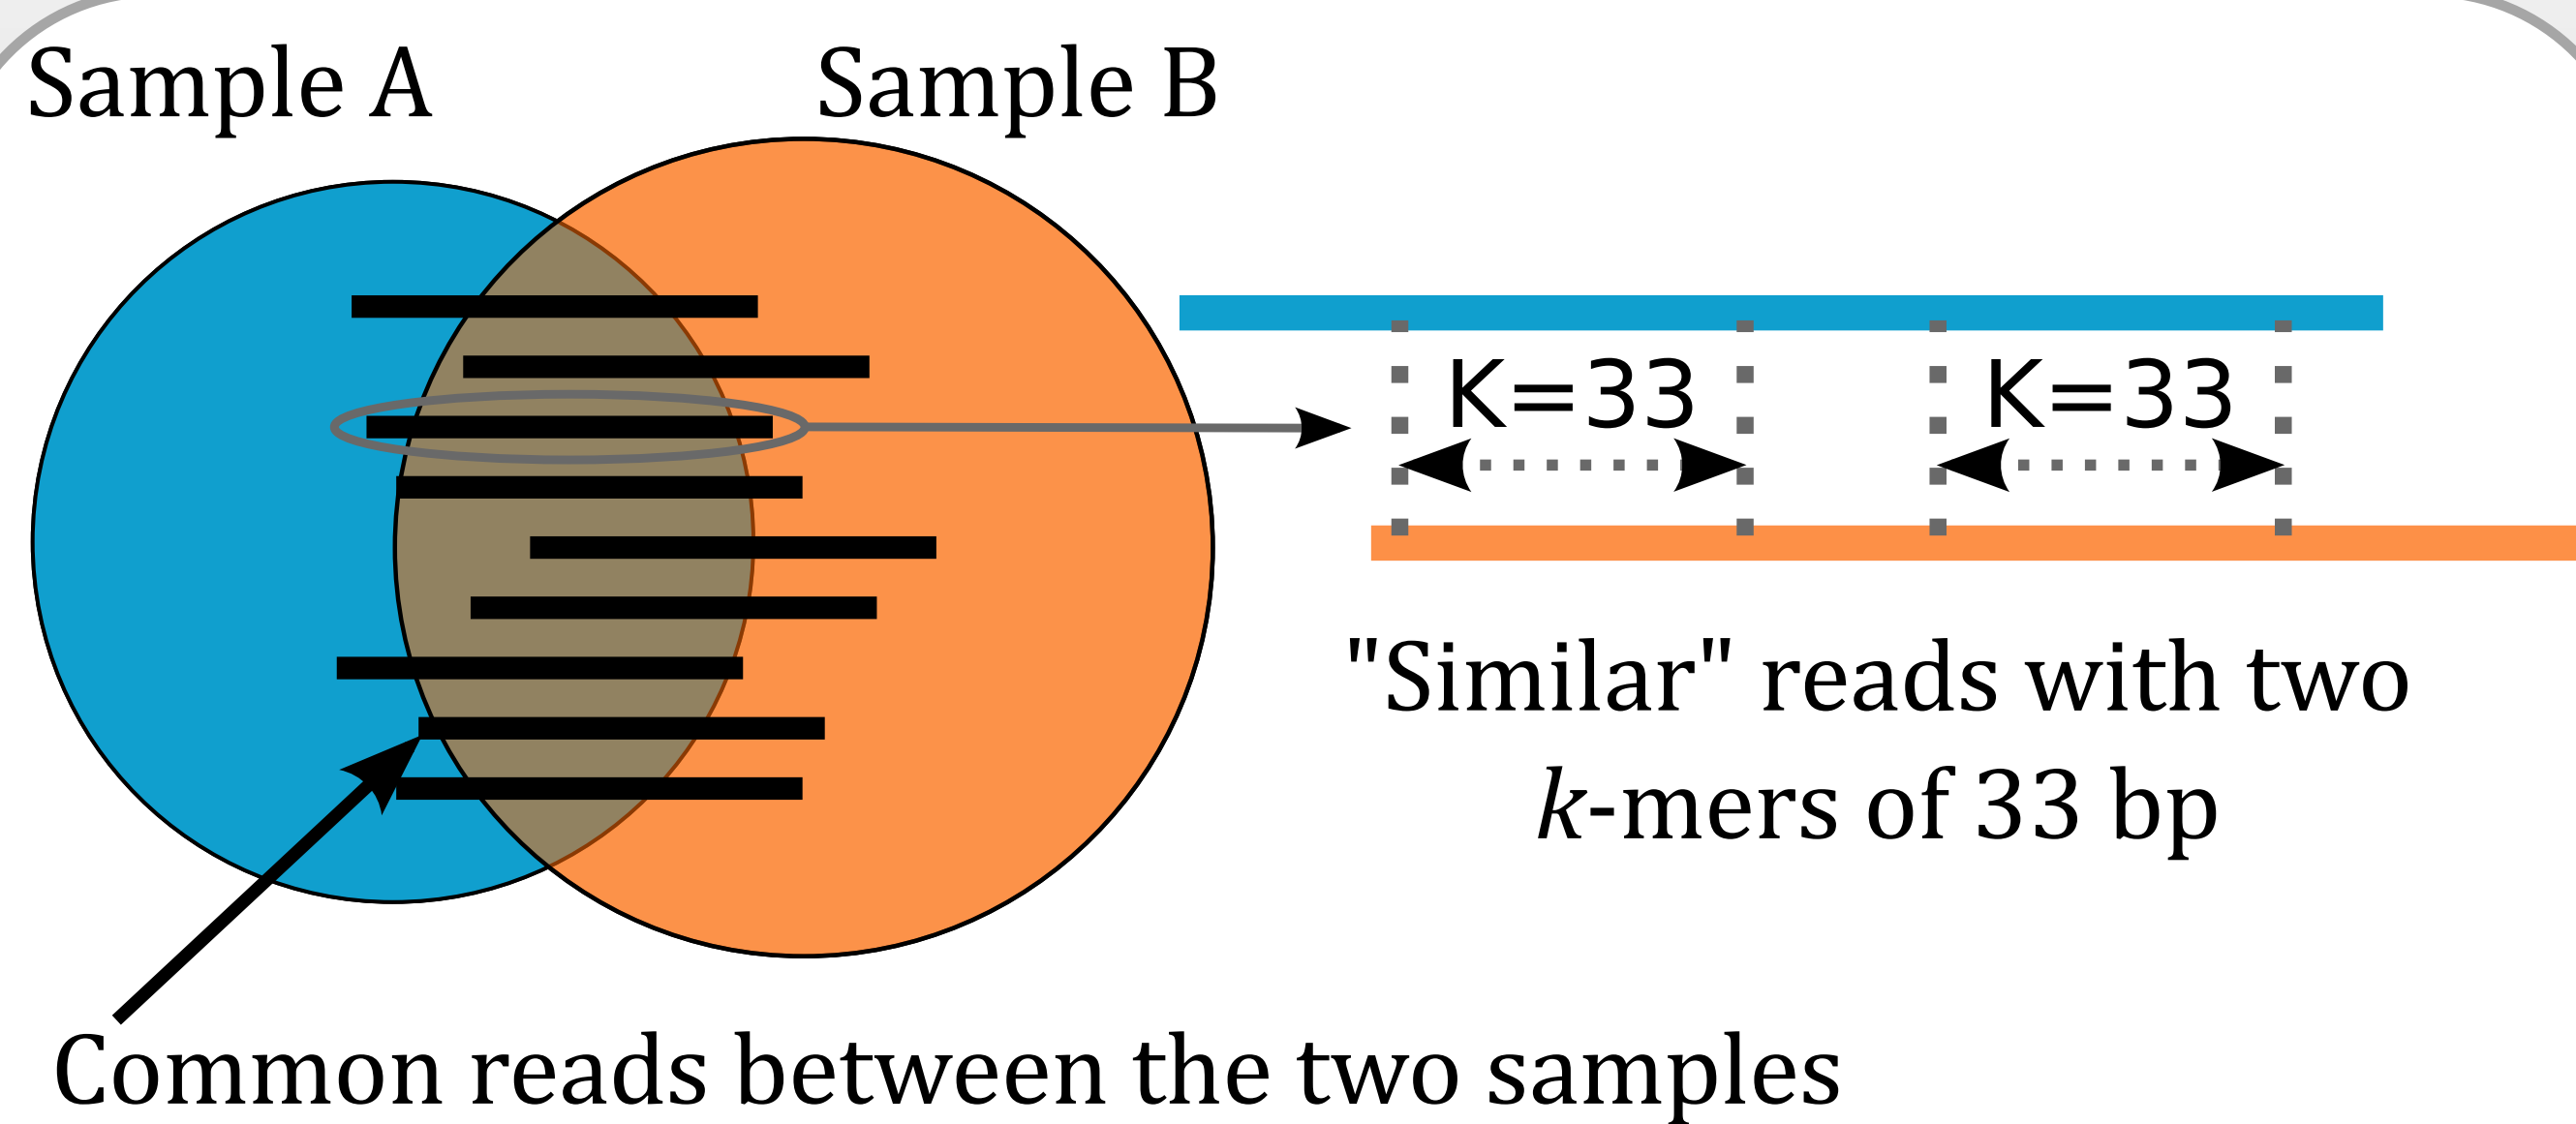 Sample A
Sample B
K=33
K=33
"Similar" reads with two
k-mers of 33 bp
Common reads between the two samples